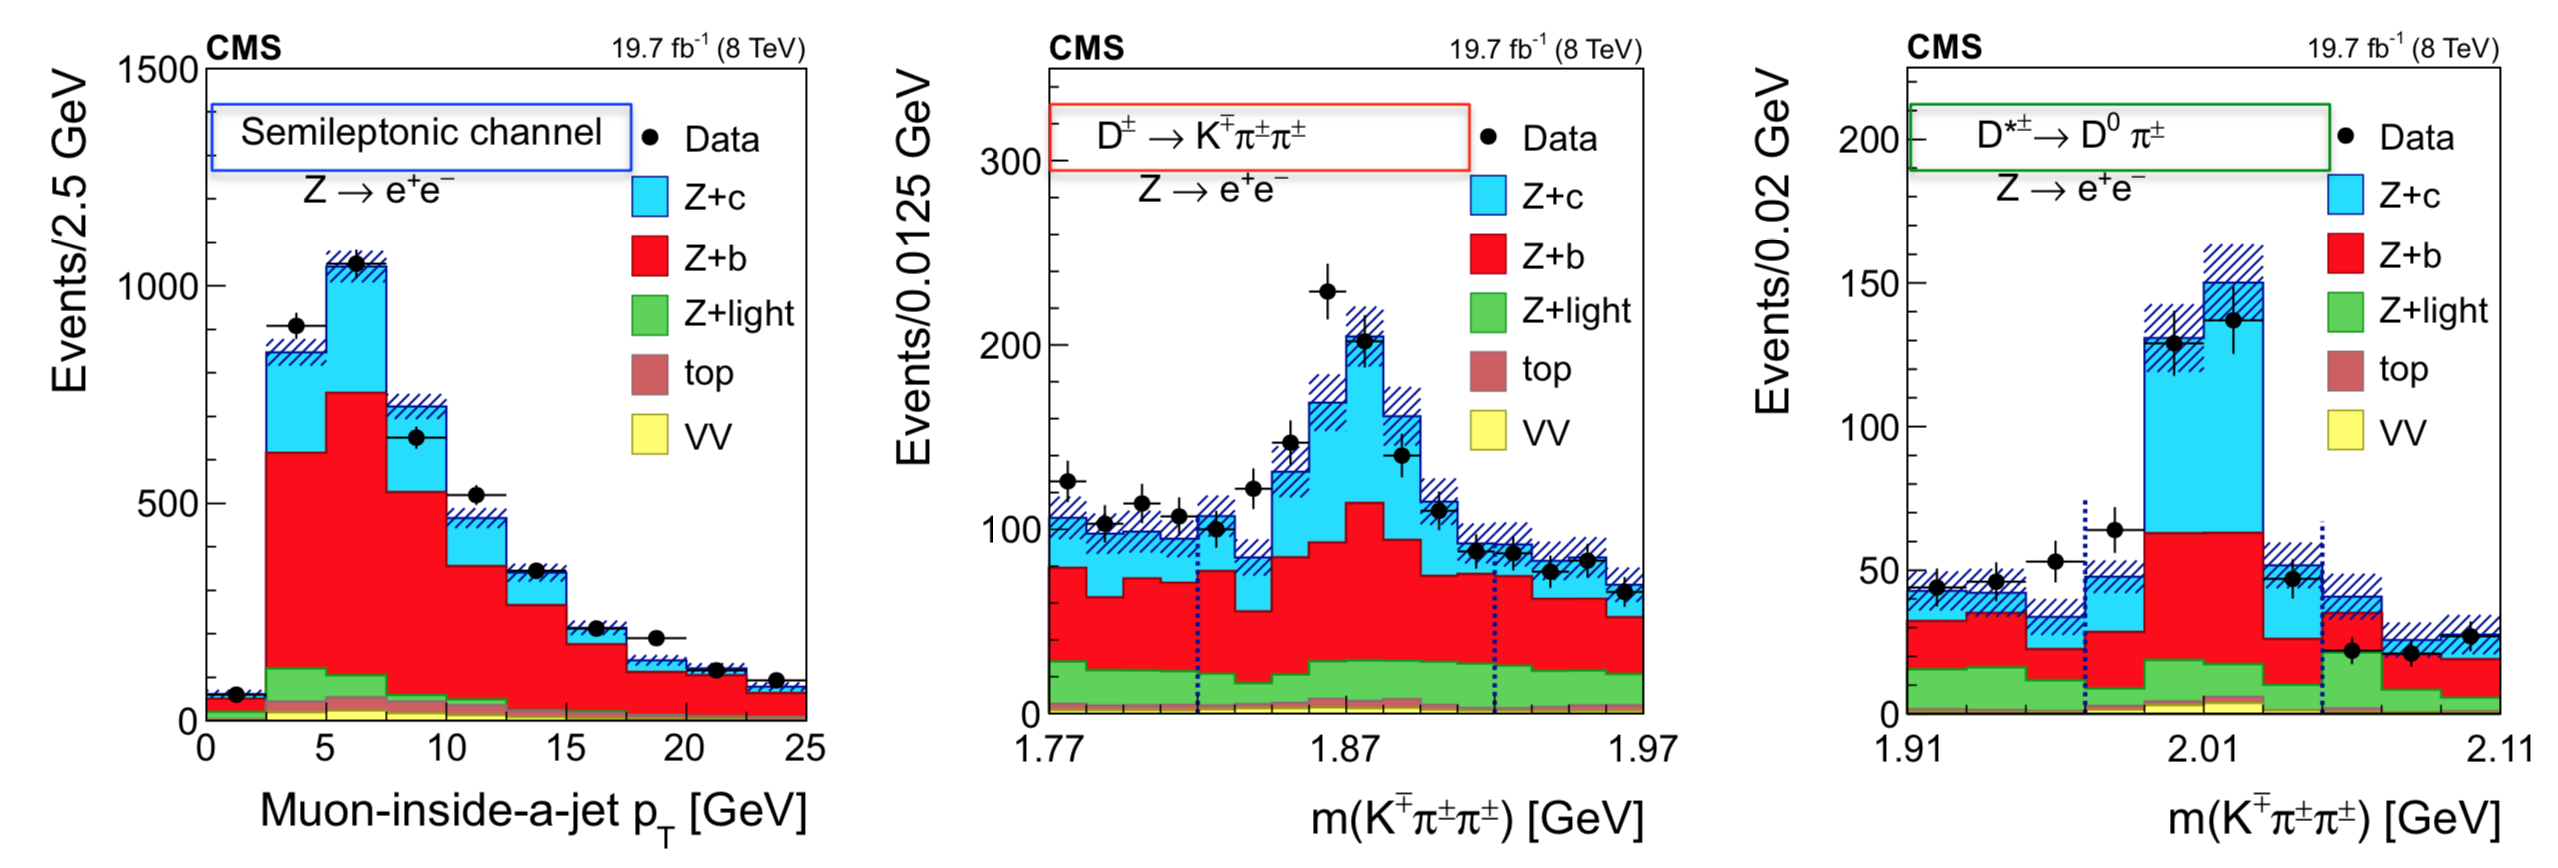 CMS 19.7 fb⁻¹ (8 TeV)
Events/2.5 GeV
1500
1000
500
0
Semileptonic channel
Z → e⁺e⁻
Data
Z+c
Z+b
Z+light
top
VV
0 5 10 15 20 25
Muon-inside-a-jet p_T [GeV]
CMS 19.7 fb⁻¹ (8 TeV)
Events/0.0125 GeV
300
200
100
0
D± → K∓π±π±
Z → e⁺e⁻
Data
Z+c
Z+b
Z+light
top
VV
1.77 1.87 1.97
m(K∓π±π±) [GeV]
CMS 19.7 fb⁻¹ (8 TeV)
Events/0.02 GeV
200
150
100
50
0
D*± → D⁰ π±
Z → e⁺e⁻
Data
Z+c
Z+b
Z+light
top
VV
1.91 2.01 2.11
m(K∓π±π±) [GeV]